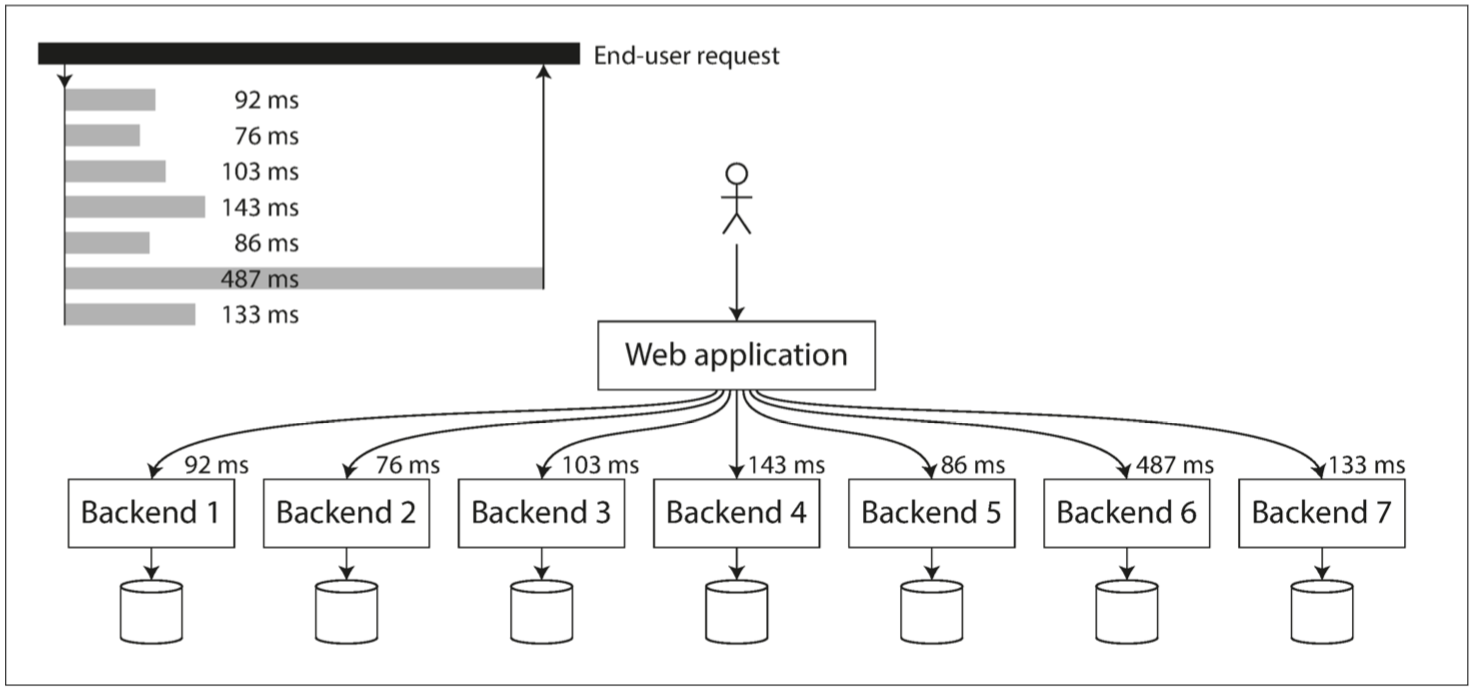 End-user request
92 ms
76 ms
103 ms
143 ms
86 ms
487 ms
133 ms
Web application
92 ms
76 ms
103 ms
143 ms
86 ms
487 ms
133 ms
Backend 1
Backend 2
Backend 3
Backend 4
Backend 5
Backend 6
Backend 7